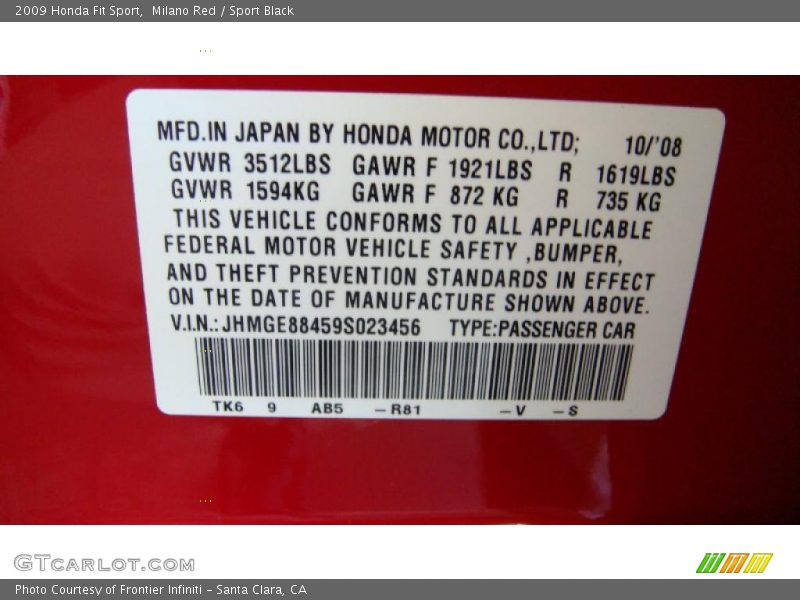 2009 Honda Fit Sport,  Milano Red / Sport Black
MFD.IN JAPAN BY HONDA MOTOR CO.,LTD; 10/'08
GVWR 3512LBS GAWR F 1921LBS R 1619LBS
GVWR 1594KG GAWR F 872 KG R 735 KG
THIS VEHICLE CONFORMS TO ALL APPLICABLE
FEDERAL MOTOR VEHICLE SAFETY ,BUMPER,
AND THEFT PREVENTION STANDARDS IN EFFECT
ON THE DATE OF MANUFACTURE SHOWN ABOVE.
V.I.N.: JHMGE88459S023456 TYPE:PASSENGER CAR
TK6 9 AB5 –R81 –V –S
GTCARLOT.COM
Photo Courtesy of Frontier Infiniti – Santa Clara, CA